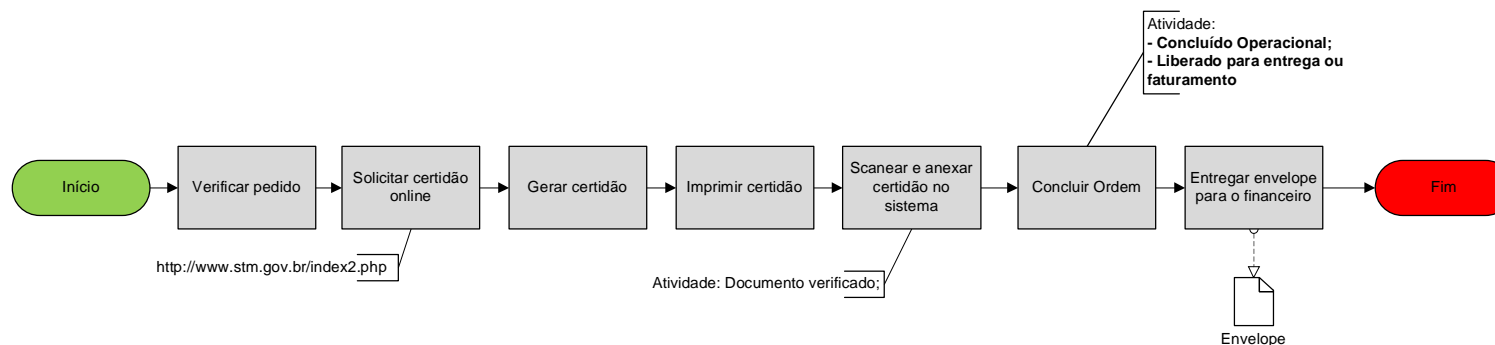 Atividade:
- Concluído Operacional;
- Liberado para entrega ou
faturamento
Início
Verificar pedido
Solicitar certidão
online
Gerar certidão
Imprimir certidão
Scanear e anexar
certidão no
sistema
Concluir Ordem
Entregar envelope
para o financeiro
Fim
http://www.stm.gov.br/index2.php
Atividade: Documento verificado;
Envelope